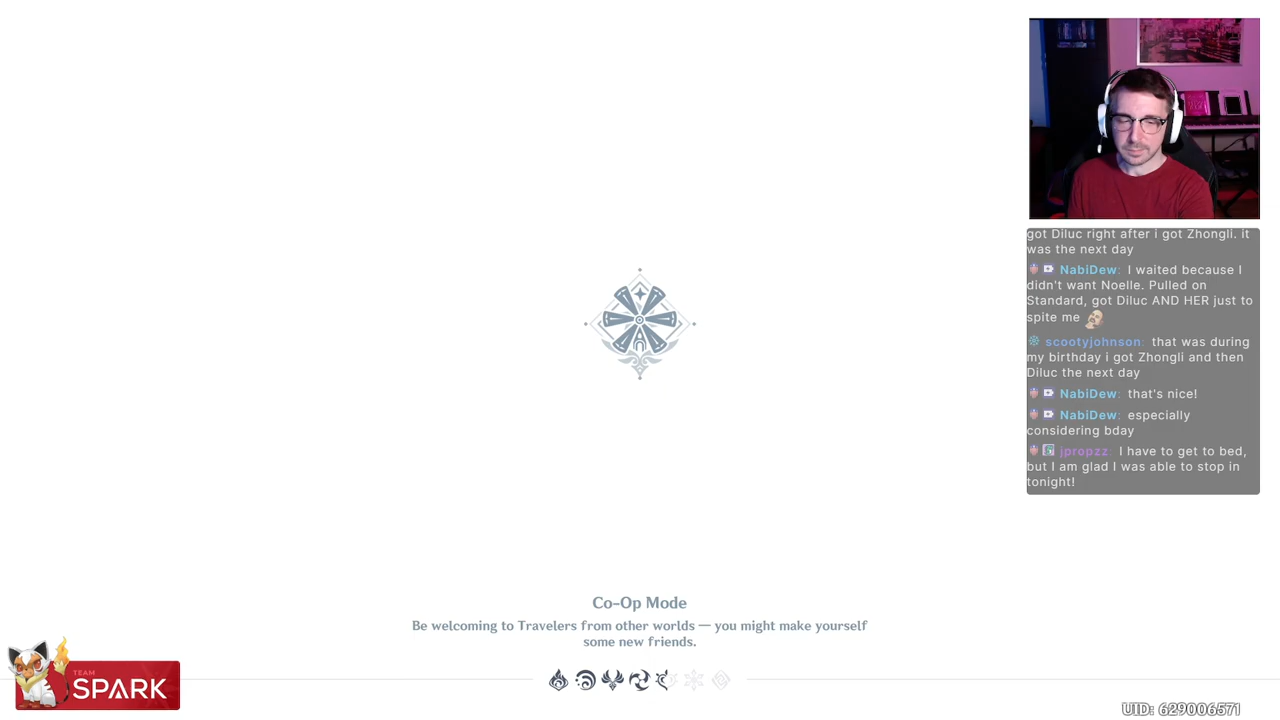 got Diluc right after i got Zhongli. it
was the next day
NabiDew: I waited because I
didn't want Noelle. Pulled on
Standard, got Diluc AND HER just to
spite me
scootyjohnson: that was during
my birthday i got Zhongli and then
Diluc the next day
NabiDew: that's nice!
NabiDew: especially
considering bday
jpropzz: I have to get to bed,
but I am glad I was able to stop in
tonight!
Co-Op Mode
Be welcoming to Travelers from other worlds — you might make yourself
some new friends.
TEAM
SPARK
UID: 629006571